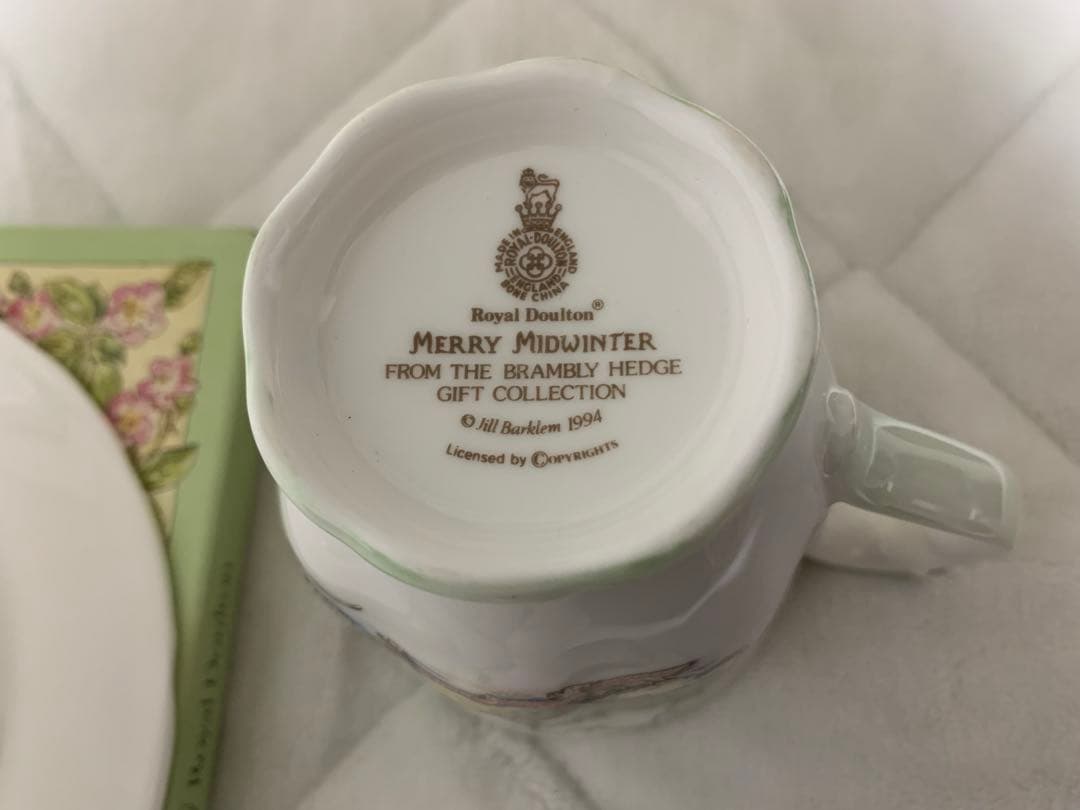 MADE IN ENGLAND
ROYAL·DOULTON
ENGLAND
BONE CHINA
Royal Doulton®
MERRY MIDWINTER
FROM THE BRAMBLY HEDGE
GIFT COLLECTION
© Jill Barklem 1994
Licensed by COPYRIGHTS